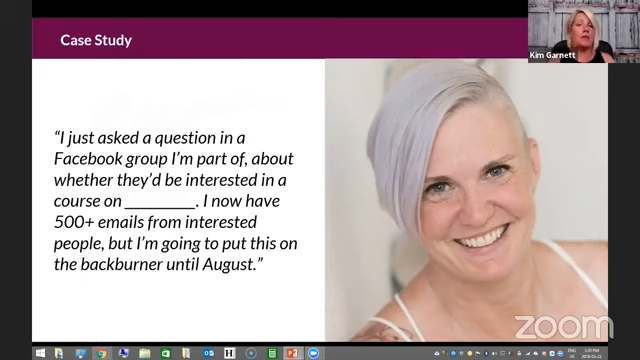 Case Study
Kim Garnett
“I just asked a question in a
Facebook group I’m part of, about
whether they’d be interested in a
course on _________. I now have
500+ emails from interested
people, but I’m going to put this on
the backburner until August.”
zoom
ENG